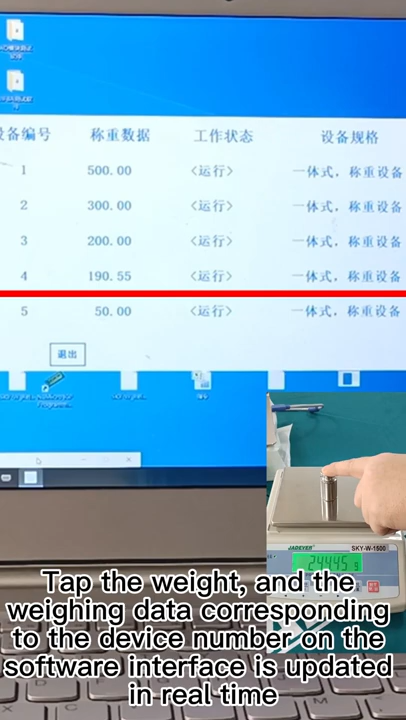 设备编号 称重数据 工作状态 设备规格
1 500.00 <运行> 一体式，称重设备
2 300.00 <运行> 一体式，称重设备
3 200.00 <运行> 一体式，称重设备
4 190.55 <运行> 一体式，称重设备
5 50.00 <运行> 一体式，称重设备
退出
JADEVER SKY-W-1500
244.45 g
Tap the weight, and the
weighing data corresponding
to the device number on the
software interface is updated
in real time